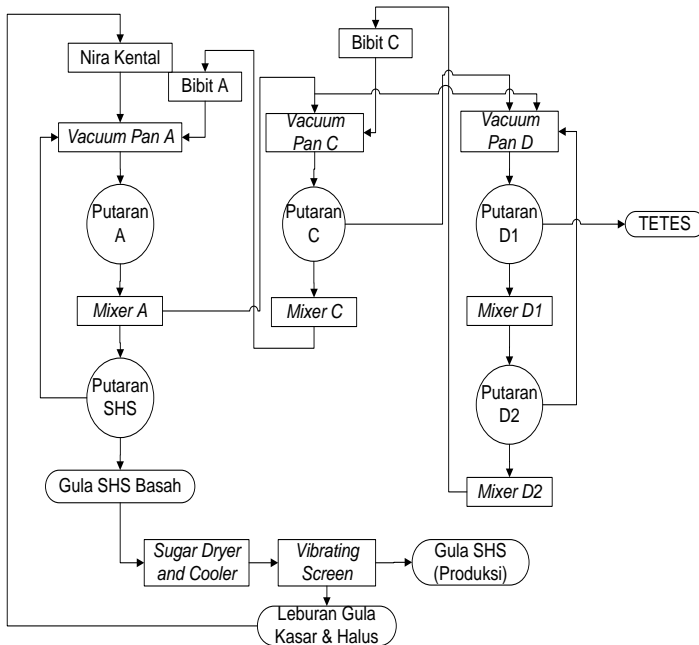 Nira Kental
Bibit A
Bibit C
Vacuum Pan A
Vacuum
Pan C
Vacuum
Pan D
Putaran
A
Putaran
C
Putaran
D1
TETES
Mixer A
Mixer C
Mixer D1
Putaran
SHS
Putaran
D2
Gula SHS Basah
Mixer D2
Sugar Dryer
and Cooler
Vibrating
Screen
Gula SHS
(Produksi)
Leburan Gula
Kasar & Halus